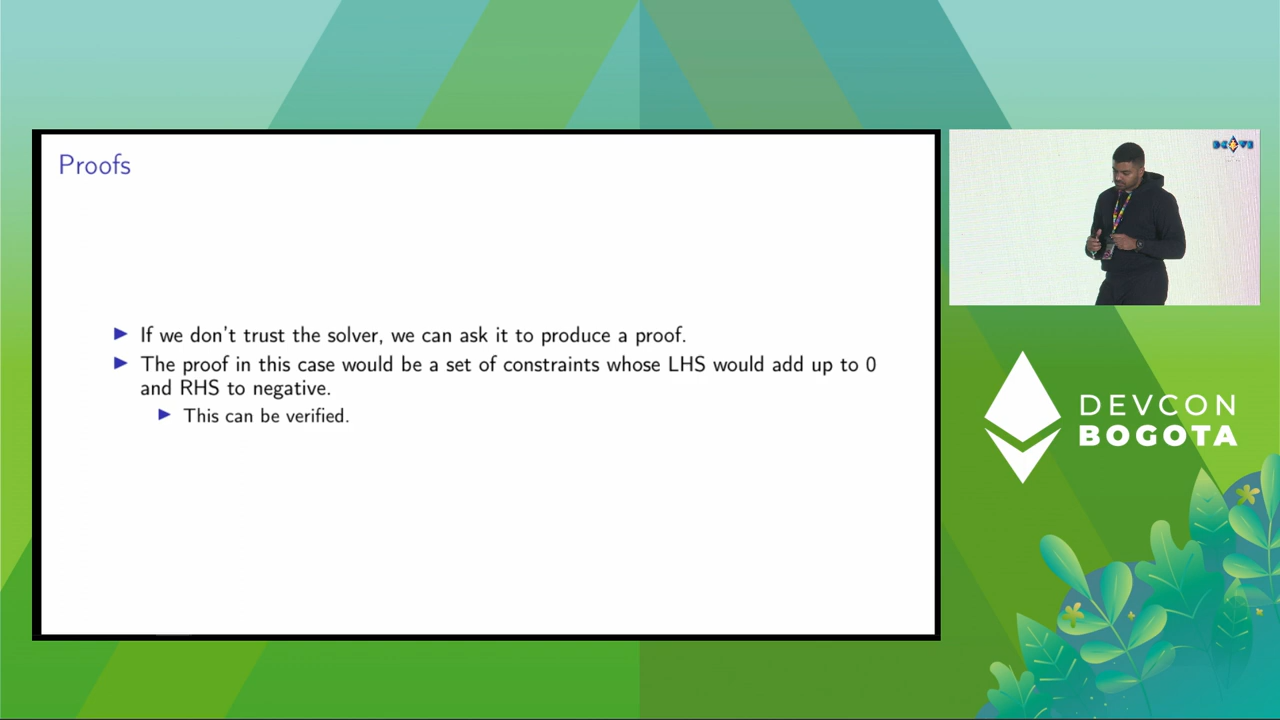 Proofs
If we don't trust the solver, we can ask it to produce a proof.
The proof in this case would be a set of constraints whose LHS would add up to 0
and RHS to negative.
This can be verified.
DEVCON
BOGOTA